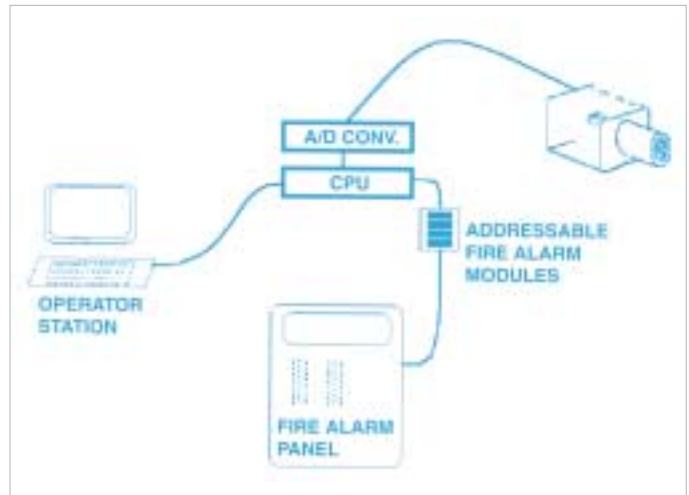 A/D CONV.
CPU
ADDRESSABLE
FIRE ALARM
MODULES
OPERATOR
STATION
FIRE ALARM
PANEL